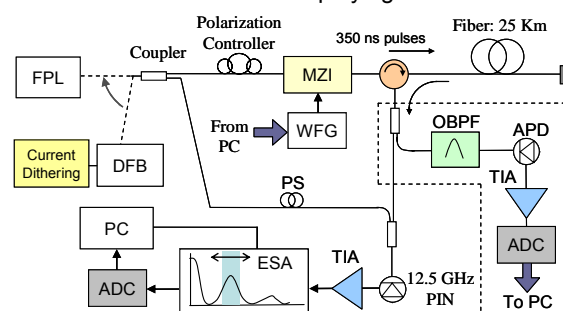 Polarization
Controller
350 ns pulses
Fiber: 25 Km
Coupler
FPL
MZI
OBPF
APD
From
PC
WFG
Current
Dithering
DFB
TIA
PS
PC
ADC
TIA
ESA
ADC
12.5 GHz
PIN
To PC